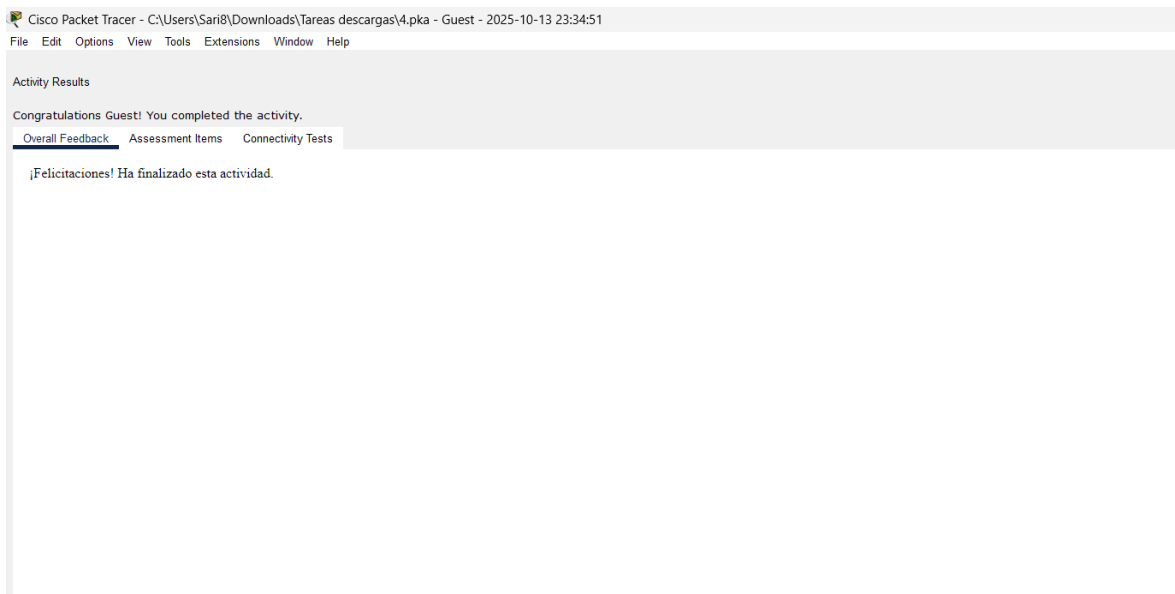 Cisco Packet Tracer - C:\Users\Sari8\Downloads\Tareas descargas\4.pka - Guest - 2025-10-13 23:34:51
File Edit Options View Tools Extensions Window Help
Activity Results
Congratulations Guest! You completed the activity.
Overall Feedback Assessment Items Connectivity Tests
¡Felicitaciones! Ha finalizado esta actividad.